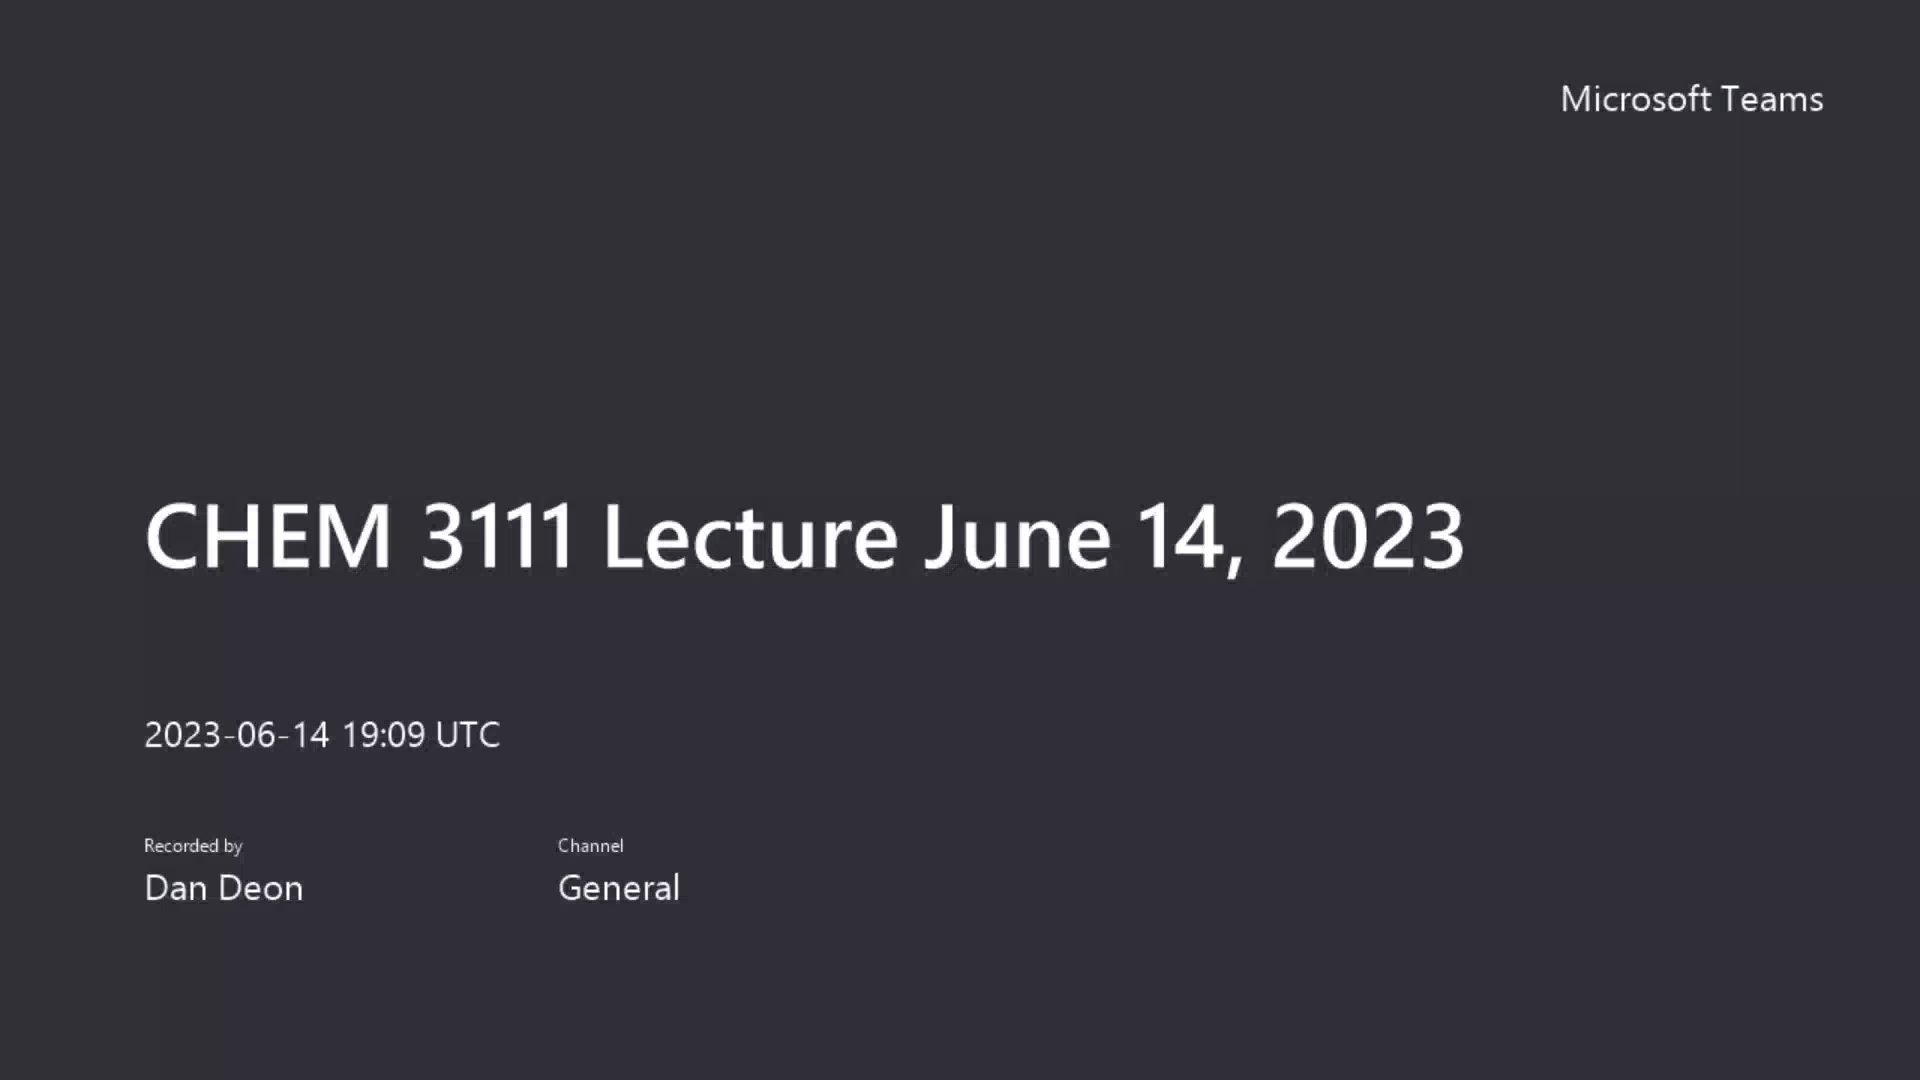 Microsoft Teams
CHEM 3111 Lecture June 14, 2023
2023-06-14 19:09 UTC
Recorded by
Channel
Dan Deon
General